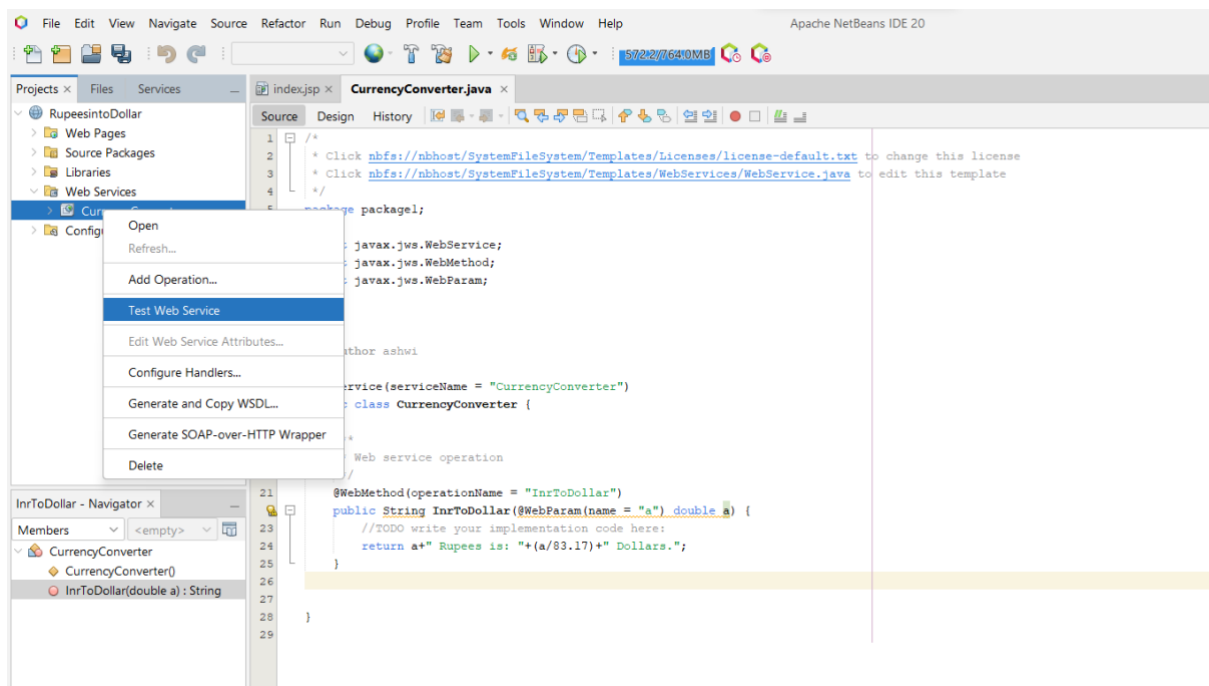 File Edit View Navigate Source Refactor Run Debug Profile Team Tools Window Help Apache NetBeans IDE 20
572.2/764.0MB
Projects Files Services
index.jsp CurrencyConverter.java
RupeesintoDollar
Web Pages
Source Packages
Libraries
Web Services
Configu
Open
Refresh...
Add Operation...
Test Web Service
Edit Web Service Attributes...
Configure Handlers...
Generate and Copy WSDL...
Generate SOAP-over-HTTP Wrapper
Delete
Source Design History
1 /*
2 * Click nbfs://nbhost/SystemFileSystem/Templates/Licenses/license-default.txt to change this license
3 * Click nbfs://nbhost/SystemFileSystem/Templates/WebServices/WebService.java to edit this template
4 */
package package1;
javax.jws.WebService;
javax.jws.WebMethod;
javax.jws.WebParam;
thor ashwi
ervice(serviceName = "CurrencyConverter")
class CurrencyConverter {
Web service operation
21 @WebMethod(operationName = "InrToDollar")
public String InrToDollar(@WebParam(name = "a") double a) {
23 //TODO write your implementation code here:
24 return a+" Rupees is: "+(a/83.17)+" Dollars.";
25 }
26
27
28 }
29
InrToDollar - Navigator
Members <empty>
CurrencyConverter
CurrencyConverter()
InrToDollar(double a) : String